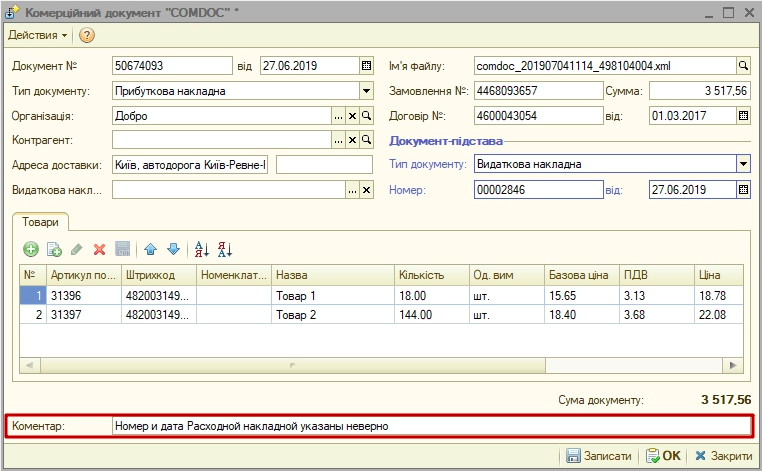 Комерційний документ "COMDOC" *
Действия
Документ № 50674093 від 27.06.2019 Ім'я файлу: comdoc_201907041114_498104004.xml
Тип документу: Прибуткова накладна Замовлення №: 4468093657 Сумма: 3 517,56
Організація: Добро Договір №: 4600043054 від: 01.03.2017
Контрагент: Документ-підстава
Адреса доставки: Київ, автодорога Київ-Ревне- Тип документу: Видаткова накладна
Видаткова накл... Номер: 00002846 від: 27.06.2019
Товари
№ Артикул по... Штрихкод Номенклат... Назва Кількість Од. вим Базова ціна ПДВ Ціна
1 31396 482003149... Товар 1 18.00 шт. 15.65 3.13 18.78
2 31397 482003149... Товар 2 144.00 шт. 18.40 3.68 22.08
Сума документу: 3 517,56
Коментар: Номер и дата Расходной накладной указаны неверно
Записати ОК Закрити